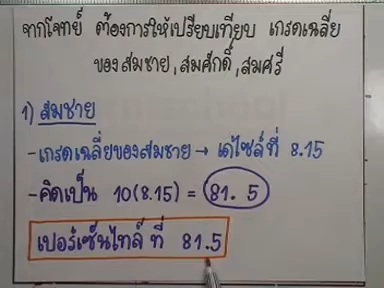 จากโจทย์ ต้องการให้เปรียบเทียบ เกรดเฉลี่ย
ของสมชาย, สมศักดิ์, สมศรี
1) สมชาย
- เกรดเฉลี่ยของสมชาย → เดไซล์ที่ 8.15
- คิดเป็น 10(8.15) = 81.5
เปอร์เซ็นไทล์ ที่ 81.5